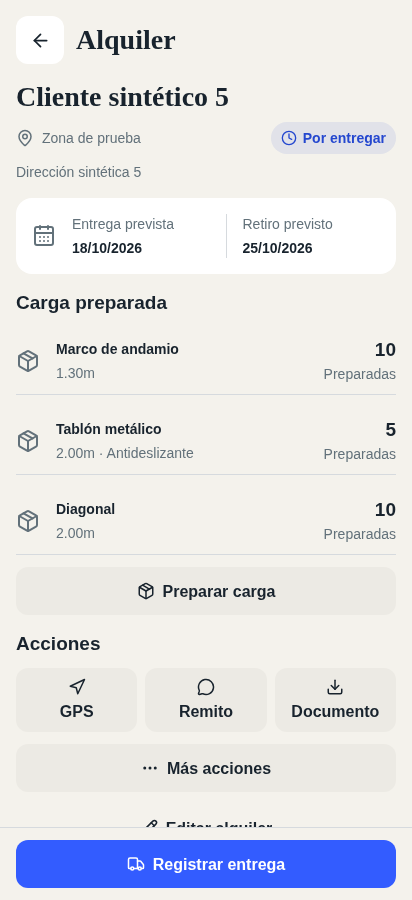 Alquiler
Cliente sintético 5
Zona de prueba
Por entregar
Dirección sintética 5
Entrega prevista
18/10/2026
Retiro previsto
25/10/2026
Carga preparada
Marco de andamio
1.30m
10
Preparadas
Tablón metálico
2.00m · Antideslizante
5
Preparadas
Diagonal
2.00m
10
Preparadas
Preparar carga
Acciones
GPS
Remito
Documento
Más acciones
Editar alquiler
Registrar entrega